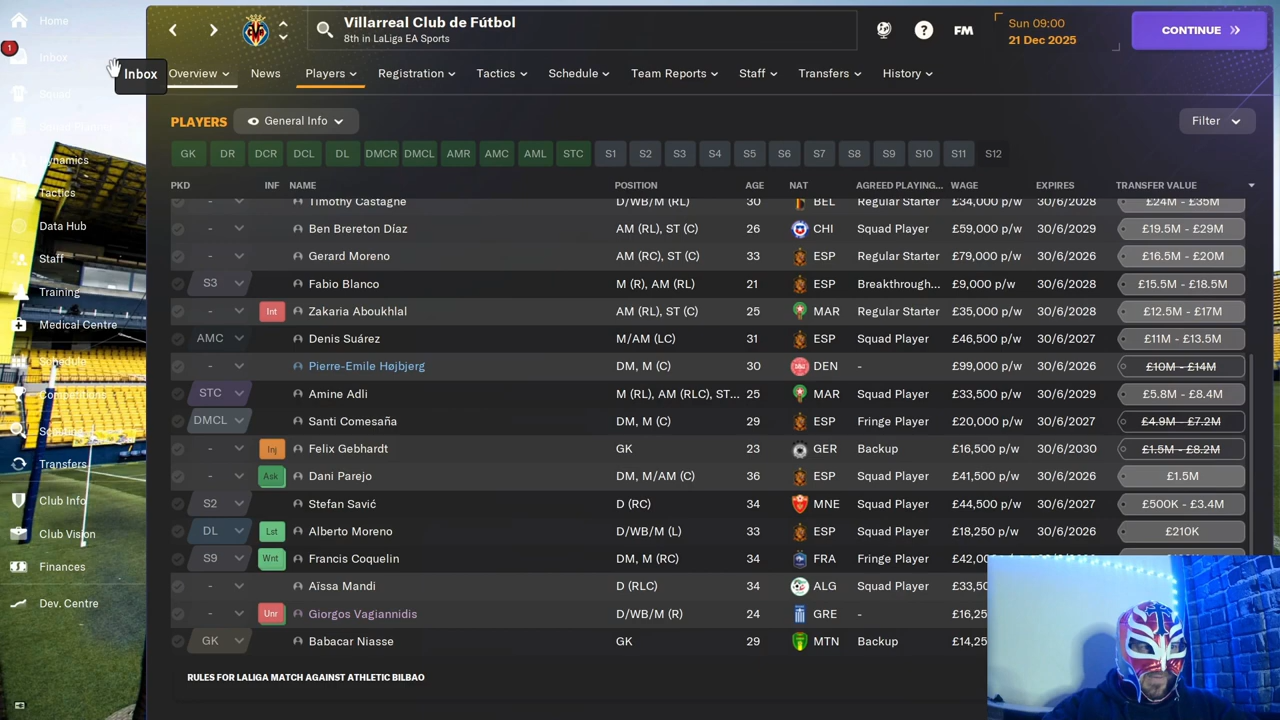 Home
1
Inbox
Inbox
Squad
Dynamics
Tactics
Data Hub
Staff
Training
Medical Centre
Schedule
Competitions
Scouting
Transfers
Club Info
Club Vision
Finances
Dev. Centre
Villarreal Club de Fútbol
8th in LaLiga EA Sports
? FM
Sun 09:00
21 Dec 2025
CONTINUE
Overview News Players Registration Tactics Schedule Team Reports Staff Transfers History
PLAYERS General Info Filter
GK DR DCR DCL DL DMCR DMCL AMR AMC AML STC S1 S2 S3 S4 S5 S6 S7 S8 S9 S10 S11 S12
PKD INF NAME POSITION AGE NAT AGREED PLAYING... WAGE EXPIRES TRANSFER VALUE
- Timothy Castagne D/WB/M (RL) 30 BEL Regular Starter £34,000 p/w 30/6/2028 £24M - £35M
- Ben Brereton Díaz AM (RL), ST (C) 26 CHI Squad Player £59,000 p/w 30/6/2029 £19.5M - £29M
- Gerard Moreno AM (RC), ST (C) 33 ESP Regular Starter £79,000 p/w 30/6/2026 £16.5M - £20M
S3 Fabio Blanco M (R), AM (RL) 21 ESP Breakthrough... £9,000 p/w 30/6/2028 £15.5M - £18.5M
- Int Zakaria Aboukhlal AM (RL), ST (C) 25 MAR Regular Starter £35,000 p/w 30/6/2028 £12.5M - £17M
AMC Denis Suárez M/AM (LC) 31 ESP Squad Player £46,500 p/w 30/6/2027 £11M - £13.5M
- Pierre-Emile Højbjerg DM, M (C) 30 DEN - £99,000 p/w 30/6/2026 £10M - £14M
STC Amine Adli M (RL), AM (RLC), ST... 25 MAR Squad Player £33,500 p/w 30/6/2029 £5.8M - £8.4M
DMCL Santi Comesaña DM, M (C) 29 ESP Fringe Player £20,000 p/w 30/6/2027 £4.9M - £7.2M
- Inj Felix Gebhardt GK 23 GER Backup £16,500 p/w 30/6/2030 £1.5M - £8.2M
- Ask Dani Parejo DM, M/AM (C) 36 ESP Squad Player £41,500 p/w 30/6/2026 £1.5M
S2 Stefan Savić D (RC) 34 MNE Squad Player £44,500 p/w 30/6/2027 £500K - £3.4M
DL Lst Alberto Moreno D/WB/M (L) 33 ESP Squad Player £18,250 p/w 30/6/2026 £210K
S9 Wnt Francis Coquelin DM, M (RC) 34 FRA Fringe Player £42,0
- Aïssa Mandi D (RLC) 34 ALG Squad Player £33,50
- Unr Giorgos Vagiannidis D/WB/M (R) 24 GRE - £16,25
GK Babacar Niasse GK 29 MTN Backup £14,25
RULES FOR LALIGA MATCH AGAINST ATHLETIC BILBAO